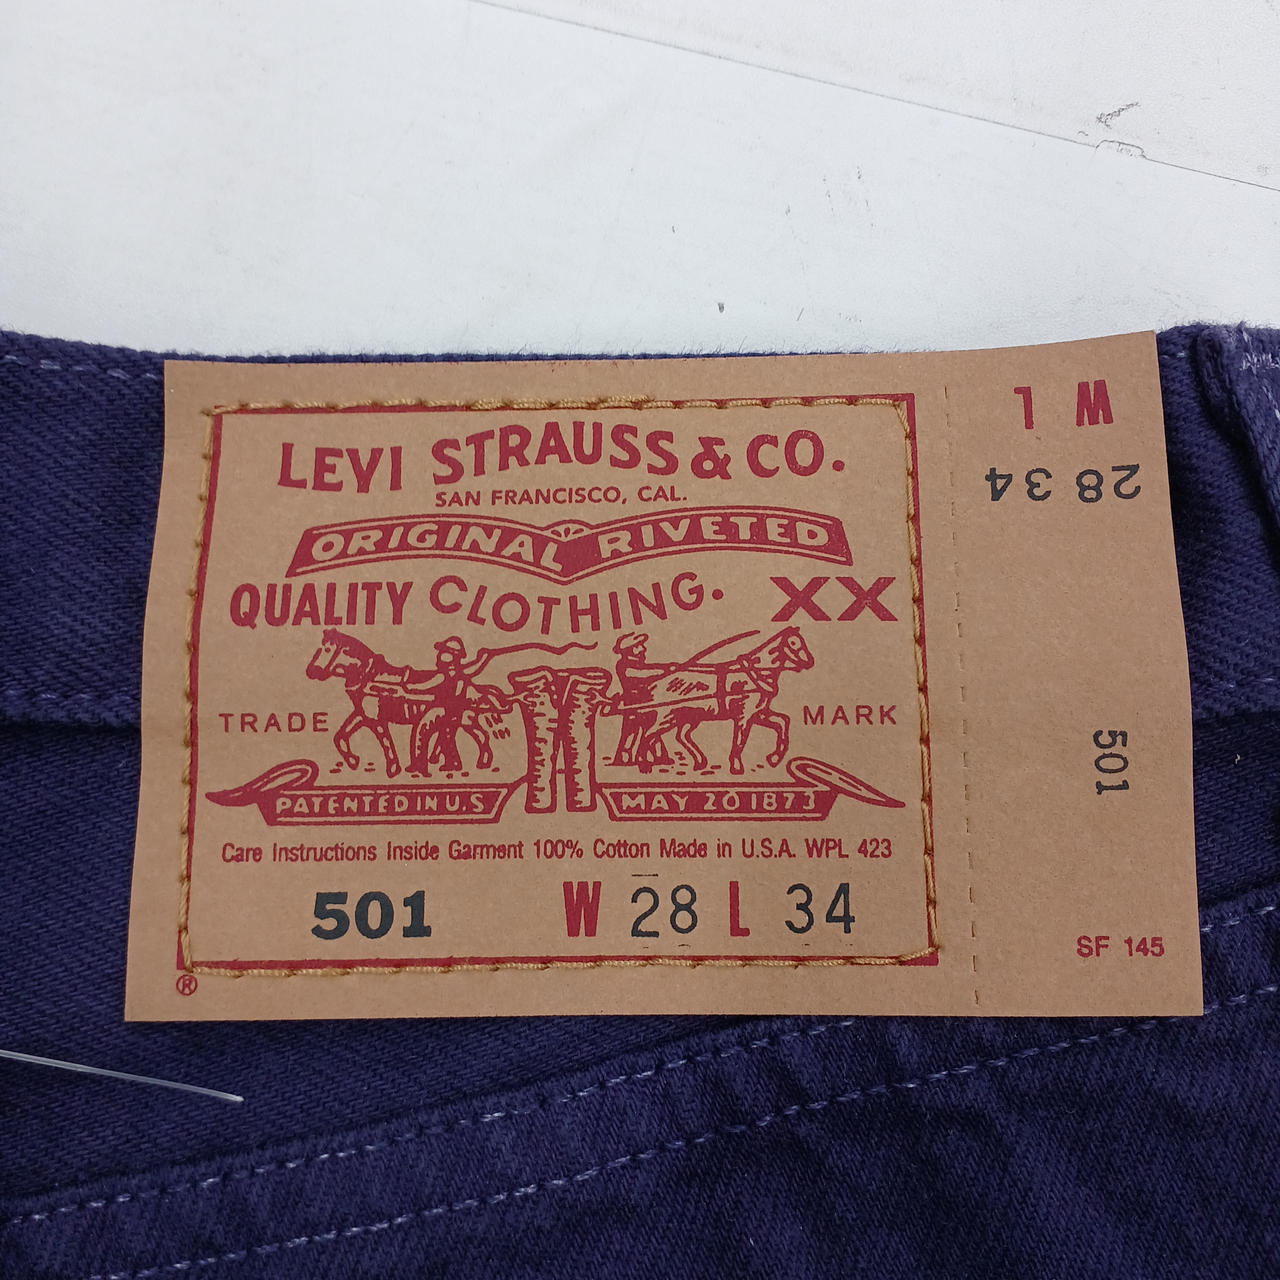 LEVI STRAUSS & CO.
SAN FRANCISCO, CAL.
ORIGINAL RIVETED
QUALITY CLOTHING. XX
TRADE MARK
PATENTED IN U.S MAY 20 1873
Care Instructions Inside Garment 100% Cotton Made in U.S.A. WPL 423
501 W 28 L 34
®
W L
28 34
501
SF 145